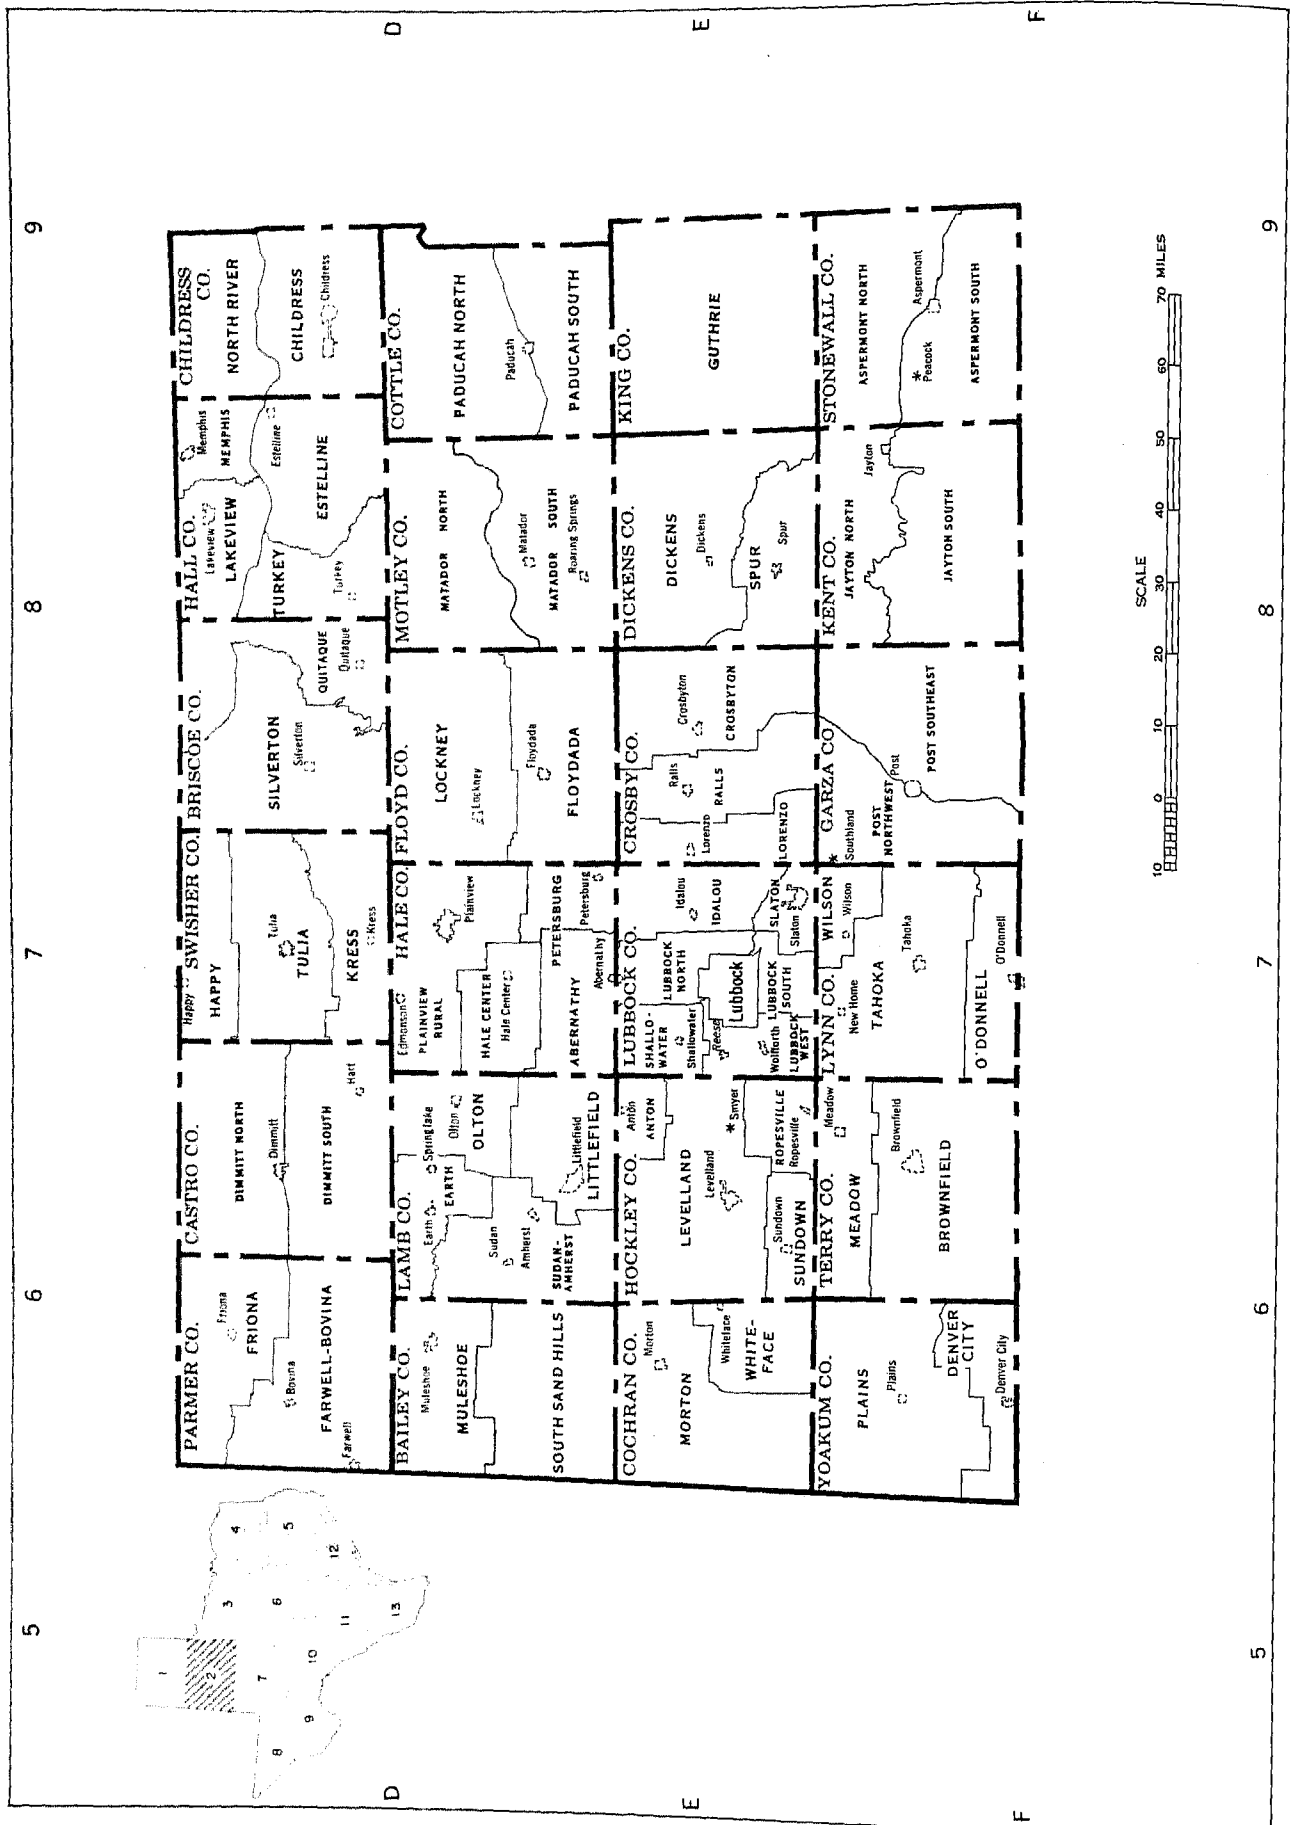 5
6
7
8
9
D
E
F
1
2
3
4
5
6
7
8
9
10
11
12
13
PARMER CO.
Friona
FRIONA
Bovina
FARWELL-BOVINA
Farwell
CASTRO CO.
DIMMITT NORTH
Dimmitt
DIMMITT SOUTH
Hart
SWISHER CO.
Happy
HAPPY
Tulia
TULIA
KRESS
Kress
BRISCOE CO.
SILVERTON
Silverton
QUITAQUE
Quitaque
HALL CO.
Lakeview
LAKEVIEW
Memphis
MEMPHIS
Estelline
ESTELLINE
TURKEY
Turkey
CHILDRESS
CO.
NORTH RIVER
CHILDRESS
Childress
BAILEY CO.
Muleshoe
MULESHOE
SOUTH SAND HILLS
LAMB CO.
Earth
EARTH
Springlake
Olton
OLTON
Sudan
Amherst
SUDAN-
AMHERST
Littlefield
LITTLEFIELD
HALE CO.
Edmonson
PLAINVIEW
RURAL
Plainview
HALE CENTER
Hale Center
PETERSBURG
Petersburg
ABERNATHY
Abernathy
FLOYD CO.
LOCKNEY
Lockney
Floydada
FLOYDADA
MOTLEY CO.
MATADOR NORTH
Matador
MATADOR SOUTH
Roaring Springs
COTTLE CO.
PADUCAH NORTH
Paducah
PADUCAH SOUTH
COCHRAN CO.
Morton
MORTON
Whiteface
WHITE-
FACE
HOCKLEY CO.
Anton
ANTON
LEVELLAND
Levelland
* Smyer
ROPESVILLE
Ropesville
Sundown
SUNDOWN
LUBBOCK CO.
SHALLO-
WATER
Shallowater
LUBBOCK
NORTH
Idalou
IDALOU
Reese
Lubbock
Wolfforth
LUBBOCK
WEST
LUBBOCK
SOUTH
SLATON
Slaton
CROSBY CO.
Lorenzo
LORENZO
Ralls
RALLS
Crosbyton
CROSBYTON
DICKENS CO.
DICKENS
Dickens
SPUR
Spur
KING CO.
GUTHRIE
YOAKUM CO.
PLAINS
Plains
DENVER
CITY
Denver City
TERRY CO.
Meadow
MEADOW
Brownfield
BROWNFIELD
LYNN CO.
New Home
WILSON
Wilson
TAHOKA
Tahoka
O'DONNELL
O'Donnell
GARZA CO.
* Southland
POST
NORTHWEST
Post
POST SOUTHEAST
KENT CO.
JAYTON NORTH
Jayton
JAYTON SOUTH
STONEWALL CO.
ASPERMONT NORTH
* Peacock
Aspermont
ASPERMONT SOUTH
SCALE
10 0 10 20 30 40 50 60 70 MILES
D
E
F
5
6
7
8
9